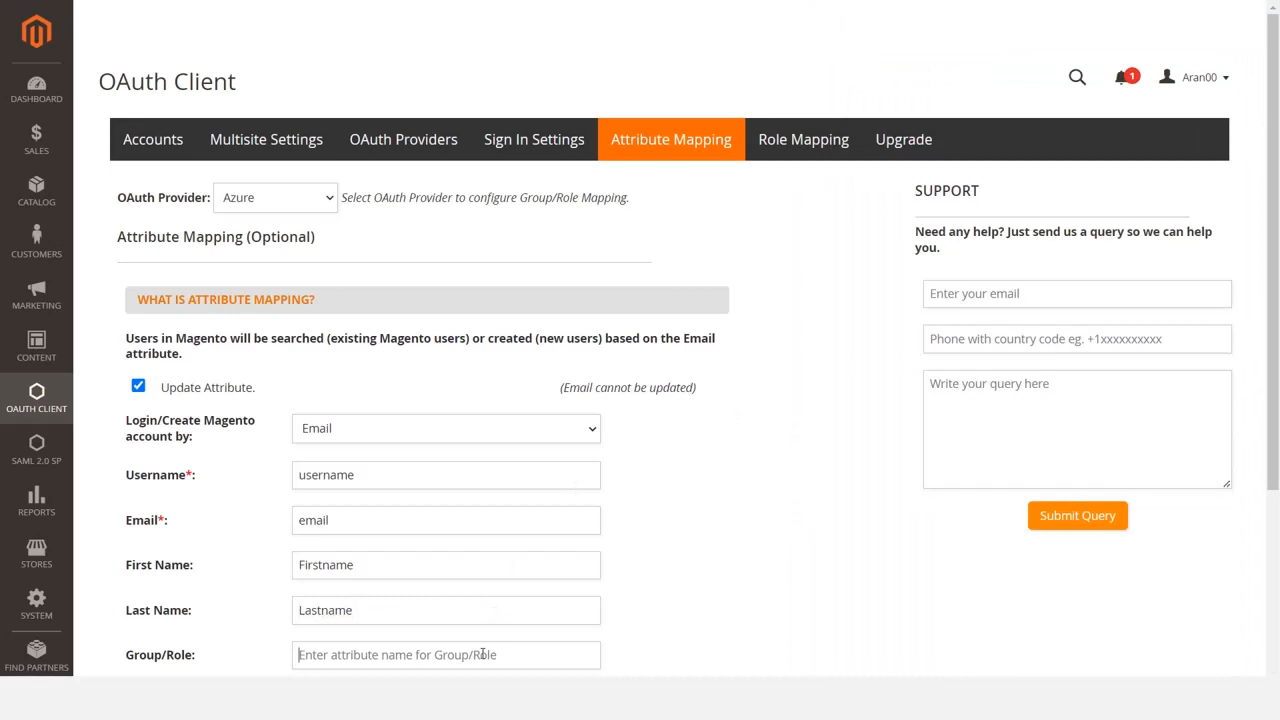 OAuth Client
1
Aran00
DASHBOARD
SALES
CATALOG
CUSTOMERS
MARKETING
CONTENT
OAUTH CLIENT
SAML 2.0 SP
REPORTS
STORES
SYSTEM
FIND PARTNERS
Accounts Multisite Settings OAuth Providers Sign In Settings Attribute Mapping Role Mapping Upgrade
OAuth Provider: Azure Select OAuth Provider to configure Group/Role Mapping.
Attribute Mapping (Optional)
WHAT IS ATTRIBUTE MAPPING?
Users in Magento will be searched (existing Magento users) or created (new users) based on the Email
attribute.
Update Attribute. (Email cannot be updated)
Login/Create Magento
account by:
Email
Username*: username
Email*: email
First Name: Firstname
Last Name: Lastname
Group/Role: Enter attribute name for Group/Role
SUPPORT
Need any help? Just send us a query so we can help
you.
Enter your email
Phone with country code eg. +1xxxxxxxxxx
Write your query here
Submit Query